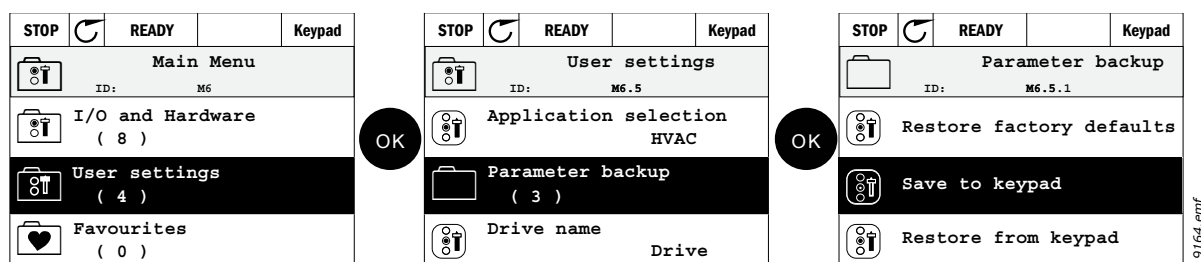 STOP READY Keypad
Main Menu
ID: M6
I/O and Hardware
( 8 )
User settings
( 4 )
Favourites
( 0 )
OK
STOP READY Keypad
User settings
ID: M6.5
Application selection
HVAC
Parameter backup
( 3 )
Drive name
Drive
OK
STOP READY Keypad
Parameter backup
ID: M6.5.1
Restore factory defaults
Save to keypad
Restore from keypad
9164.emf